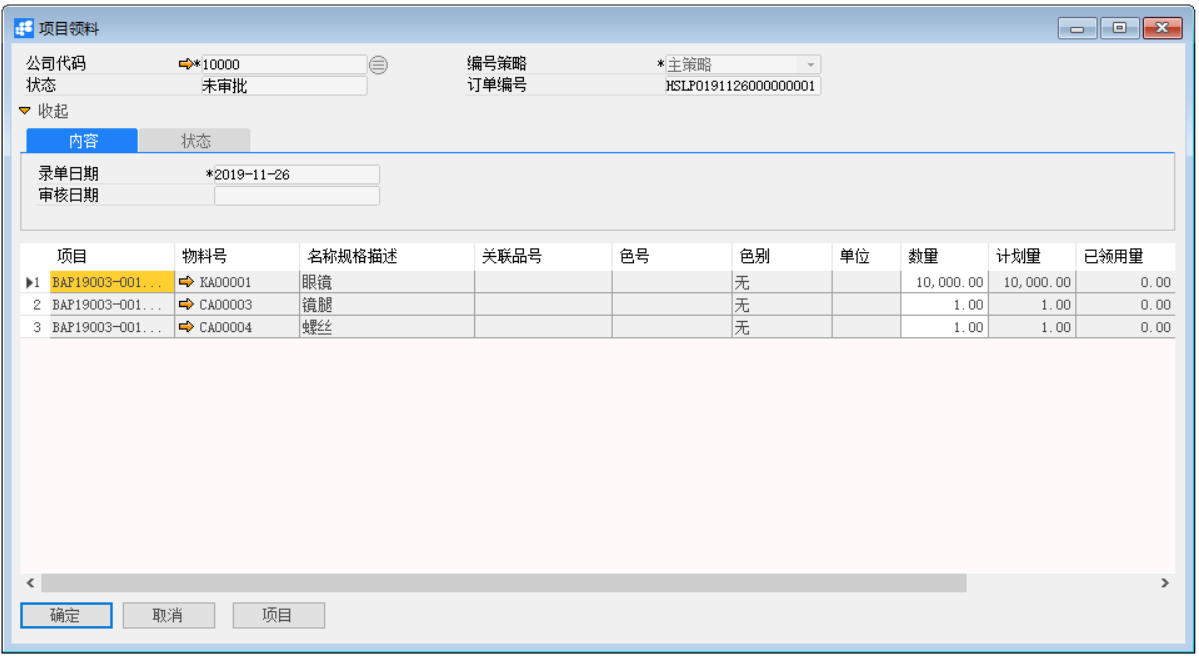 项目领料
公司代码 *10000 编号策略 *主策略
状态 未审批 订单编号 HSLP0191126000000001
收起
内容 状态
录单日期 *2019-11-26
审核日期
项目 物料号 名称规格描述 关联品号 色号 色别 单位 数量 计划量 已领用量
1 BAP19003-001... KA00001 眼镜 无 10,000.00 10,000.00 0.00
2 BAP19003-001... CA00003 镜腿 无 1.00 1.00 0.00
3 BAP19003-001... CA00004 螺丝 无 1.00 1.00 0.00
确定 取消 项目